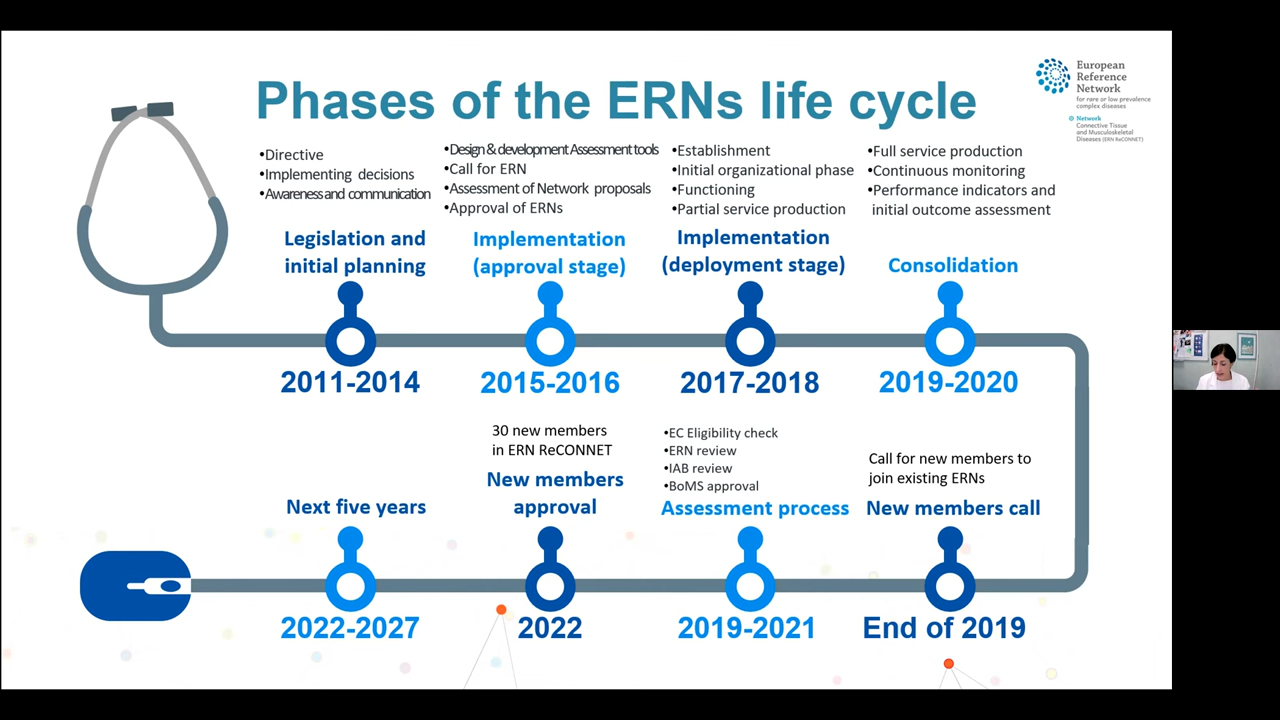 Phases of the ERNs life cycle
European
Reference
Network
for rare or low prevalence
complex diseases
Network
Connective Tissue
and Musculoskeletal
Diseases (ERN ReCONNET)
•Directive
•Implementing decisions
•Awareness and communication
Legislation and
initial planning
2011-2014
•Design & development Assessment tools
•Call for ERN
•Assessment of Network proposals
•Approval of ERNs
Implementation
(approval stage)
2015-2016
•Establishment
•Initial organizational phase
•Functioning
•Partial service production
Implementation
(deployment stage)
2017-2018
•Full service production
•Continuous monitoring
•Performance indicators and
initial outcome assessment
Consolidation
2019-2020
Next five years
2022-2027
30 new members
in ERN ReCONNET
New members
approval
2022
•EC Eligibility check
•ERN review
•IAB review
•BoMS approval
Assessment process
2019-2021
Call for new members to
join existing ERNs
New members call
End of 2019